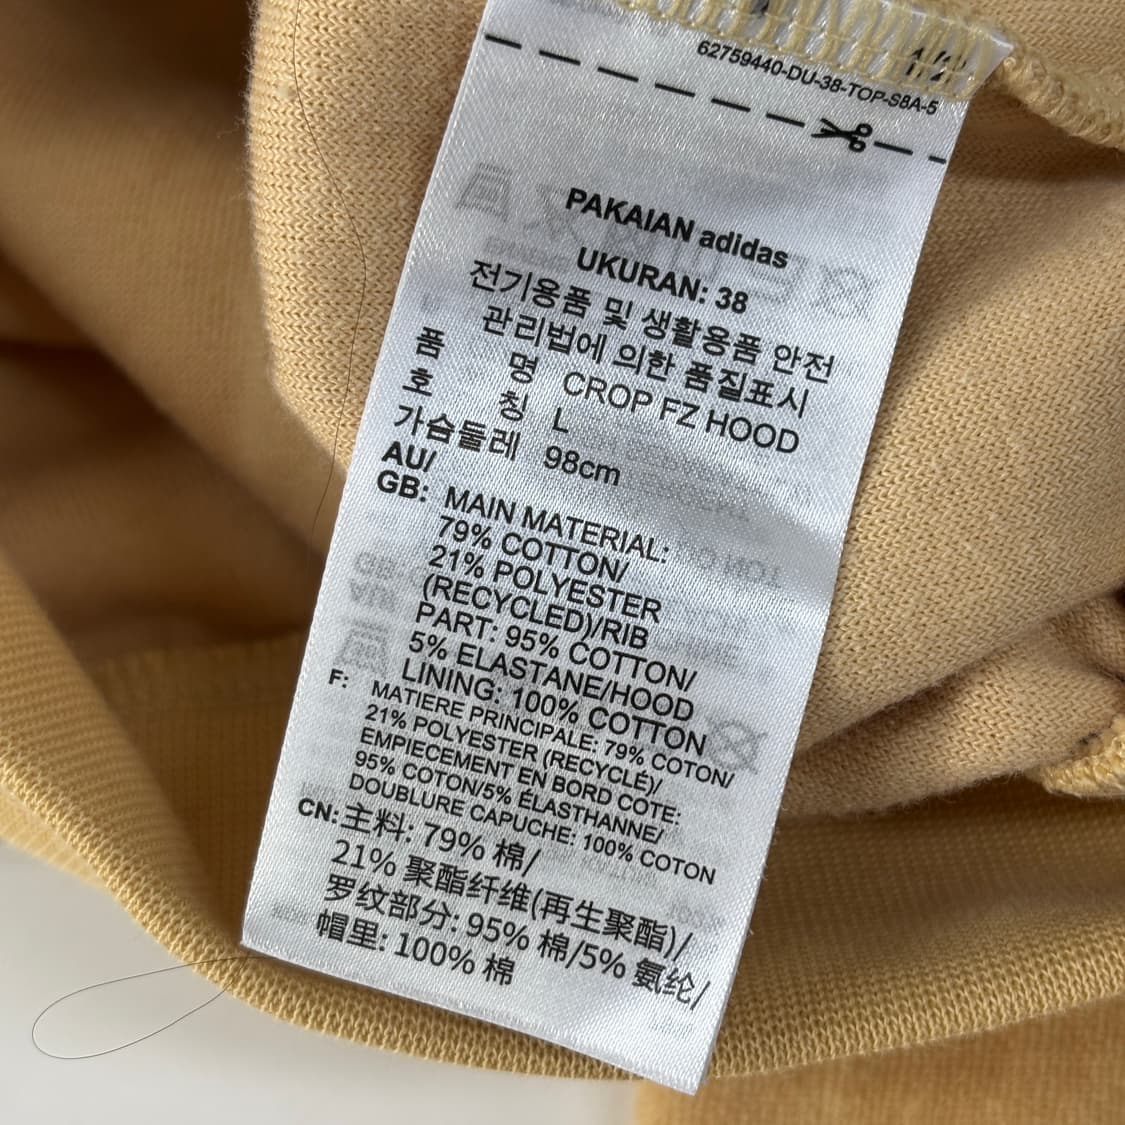 62759440-DU-38-TOP-S8A-5
PAKAIAN adidas
UKURAN: 38
전기용품 및 생활용품 안전
관리법에 의한 품질표시
품 명 CROP FZ HOOD
호 칭 L
가슴둘레 98cm
AU/
GB: MAIN MATERIAL:
79% COTTON/
21% POLYESTER
(RECYCLED)/RIB
PART: 95% COTTON/
5% ELASTANE/HOOD
LINING: 100% COTTON
F: MATIERE PRINCIPALE: 79% COTON/
21% POLYESTER (RECYCLÉ)/
EMPIECEMENT EN BORD COTE:
95% COTON/5% ÉLASTHANNE/
DOUBLURE CAPUCHE: 100% COTON
CN: 主料: 79% 棉/
21% 聚酯纤维(再生聚酯)/
罗纹部分: 95% 棉/5% 氨纶/
帽里: 100% 棉